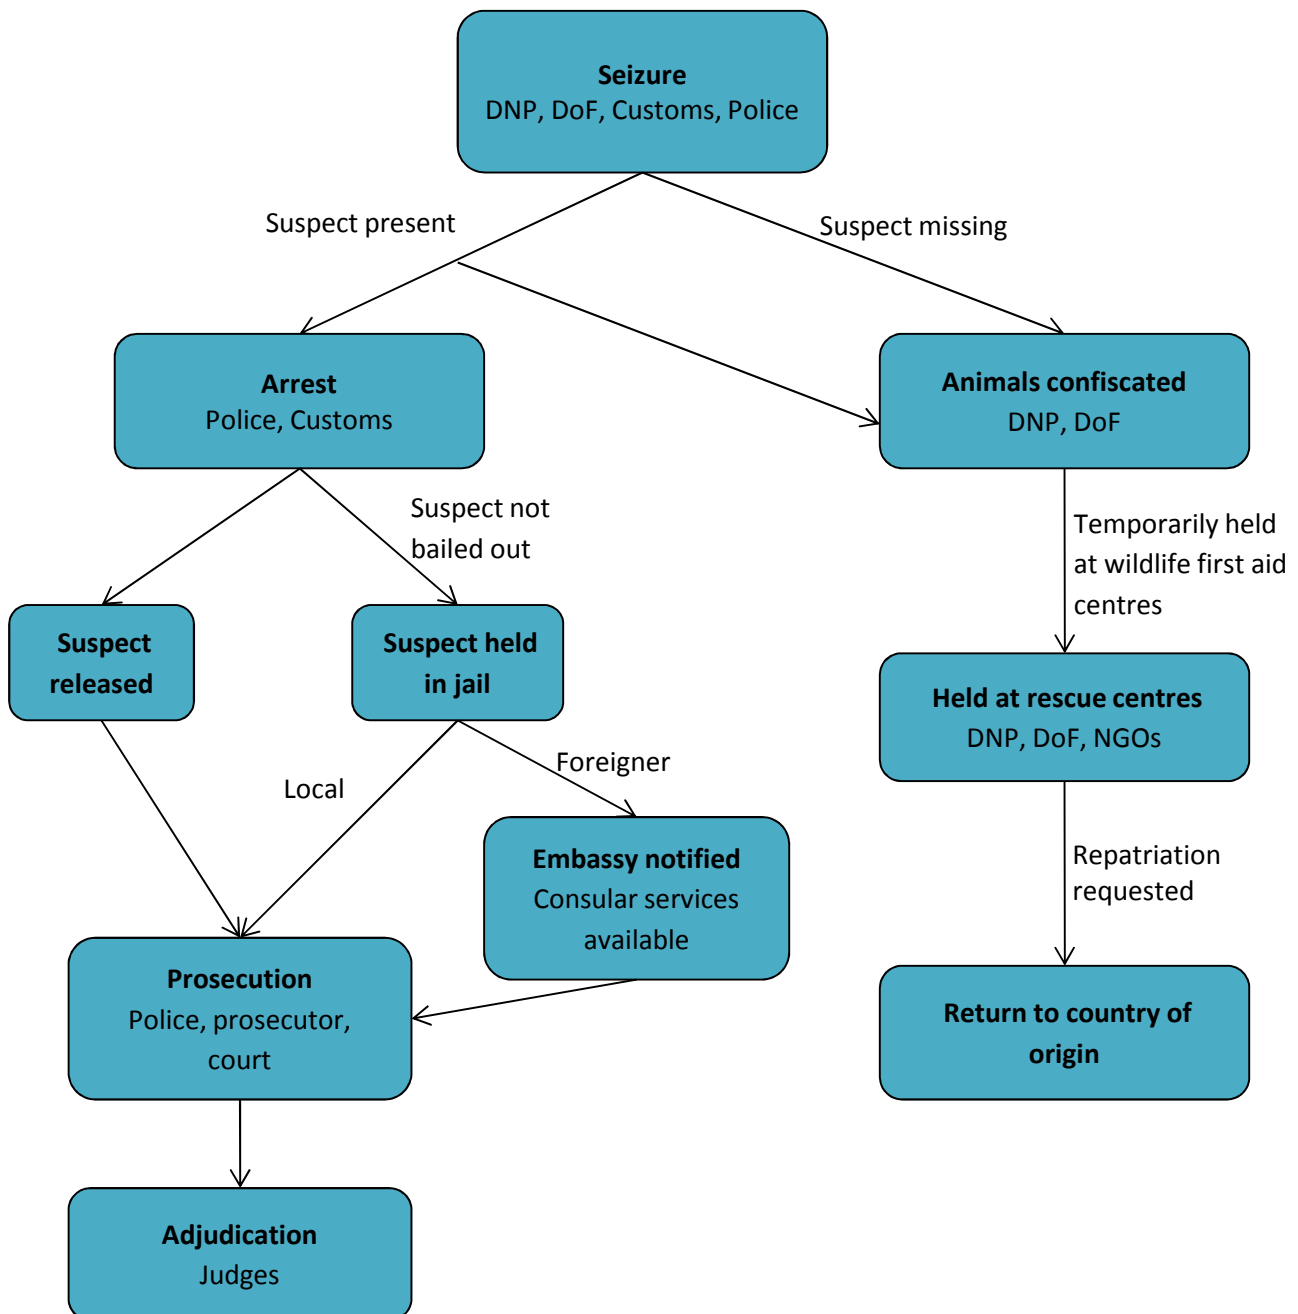 Seizure
DNP, DoF, Customs, Police
Suspect present
Suspect missing
Arrest
Police, Customs
Animals confiscated
DNP, DoF
Suspect not
bailed out
Temporarily held
at wildlife first aid
centres
Suspect
released
Suspect held
in jail
Held at rescue centres
DNP, DoF, NGOs
Foreigner
Local
Embassy notified
Consular services
available
Repatriation
requested
Prosecution
Police, prosecutor,
court
Return to country of
origin
Adjudication
Judges